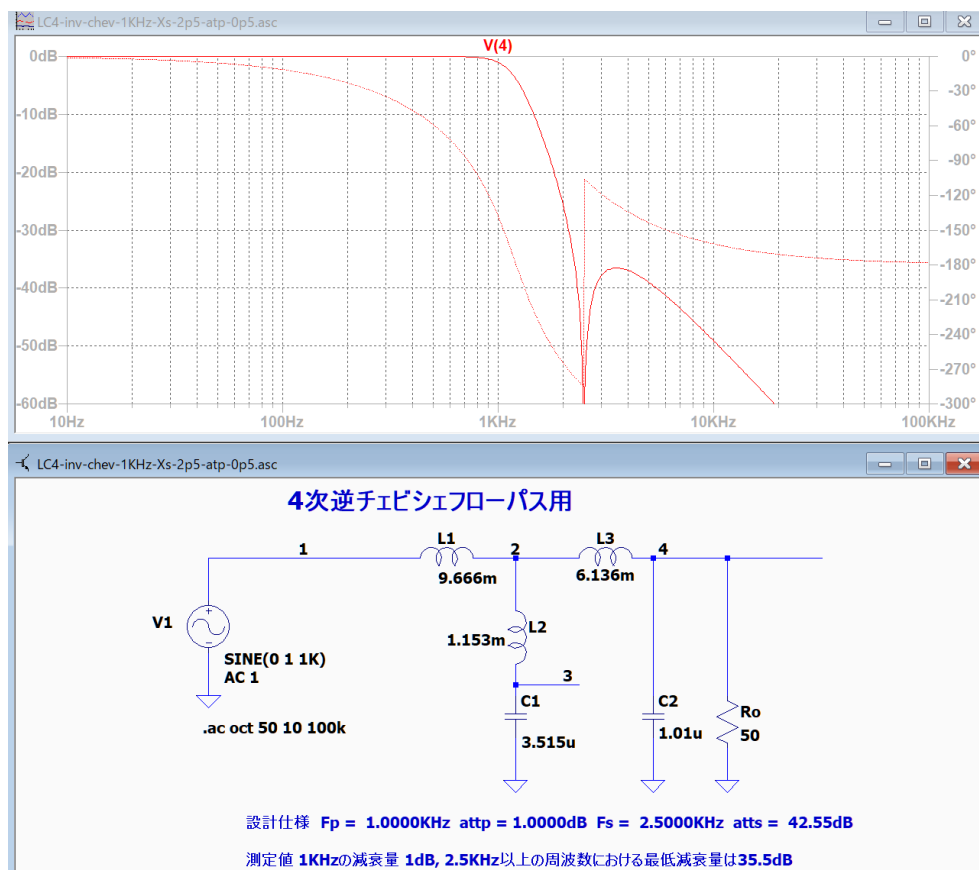 LC4-inv-chev-1KHz-Xs-2p5-atp-0p5.asc
V(4)
0dB
-10dB
-20dB
-30dB
-40dB
-50dB
-60dB
0°
-30°
-60°
-90°
-120°
-150°
-180°
-210°
-240°
-270°
-300°
10Hz 100Hz 1KHz 10KHz 100KHz
LC4-inv-chev-1KHz-Xs-2p5-atp-0p5.asc
4次逆チェビシェフローパス用
1
L1
9.666m
2
L3
6.136m
4
V1
SINE(0 1 1K)
AC 1
L2
1.153m
3
C1
3.515u
C2
1.01u
Ro
50
.ac oct 50 10 100k
設計仕様 Fp = 1.0000KHz attp = 1.0000dB Fs = 2.5000KHz atts = 42.55dB
測定値 1KHzの減衰量 1dB, 2.5KHz以上の周波数における最低減衰量は35.5dB